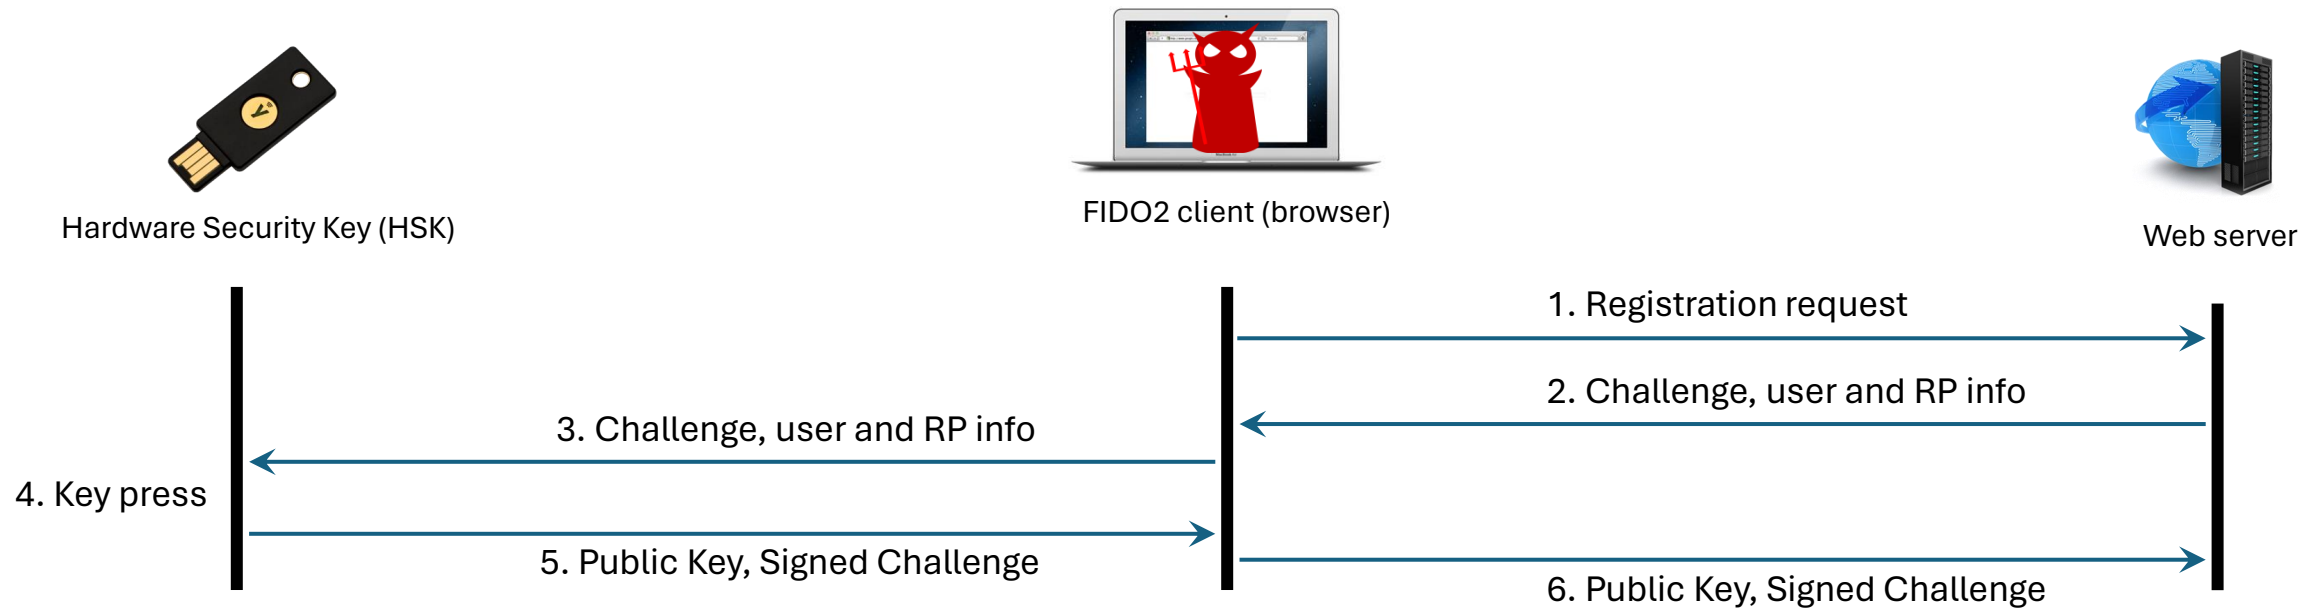 Hardware Security Key (HSK)
FIDO2 client (browser)
Web server
1. Registration request
2. Challenge, user and RP info
3. Challenge, user and RP info
4. Key press
5. Public Key, Signed Challenge
6. Public Key, Signed Challenge